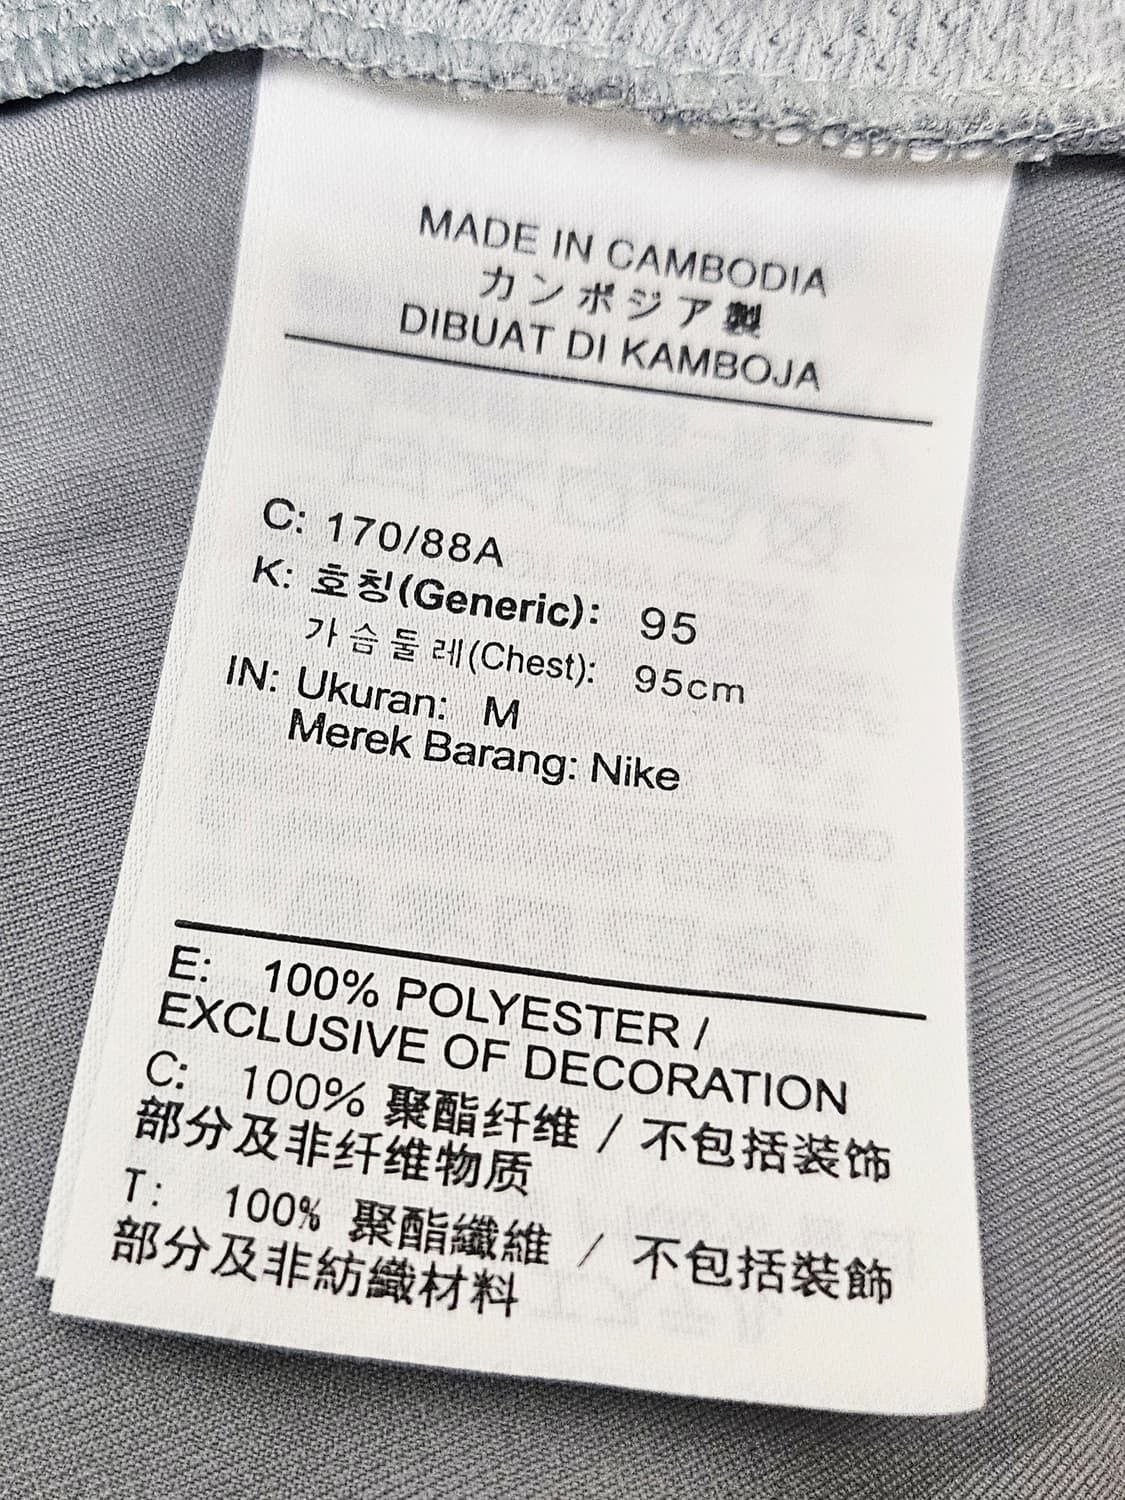 MADE IN CAMBODIA
カンボジア製
DIBUAT DI KAMBOJA
C: 170/88A
K: 호칭(Generic): 95
가슴둘레(Chest): 95cm
IN: Ukuran: M
Merek Barang: Nike
E: 100% POLYESTER /
EXCLUSIVE OF DECORATION
C: 100% 聚酯纤维 / 不包括装饰
部分及非纤维物质
T: 100% 聚酯纖維 / 不包括裝飾
部分及非紡織材料